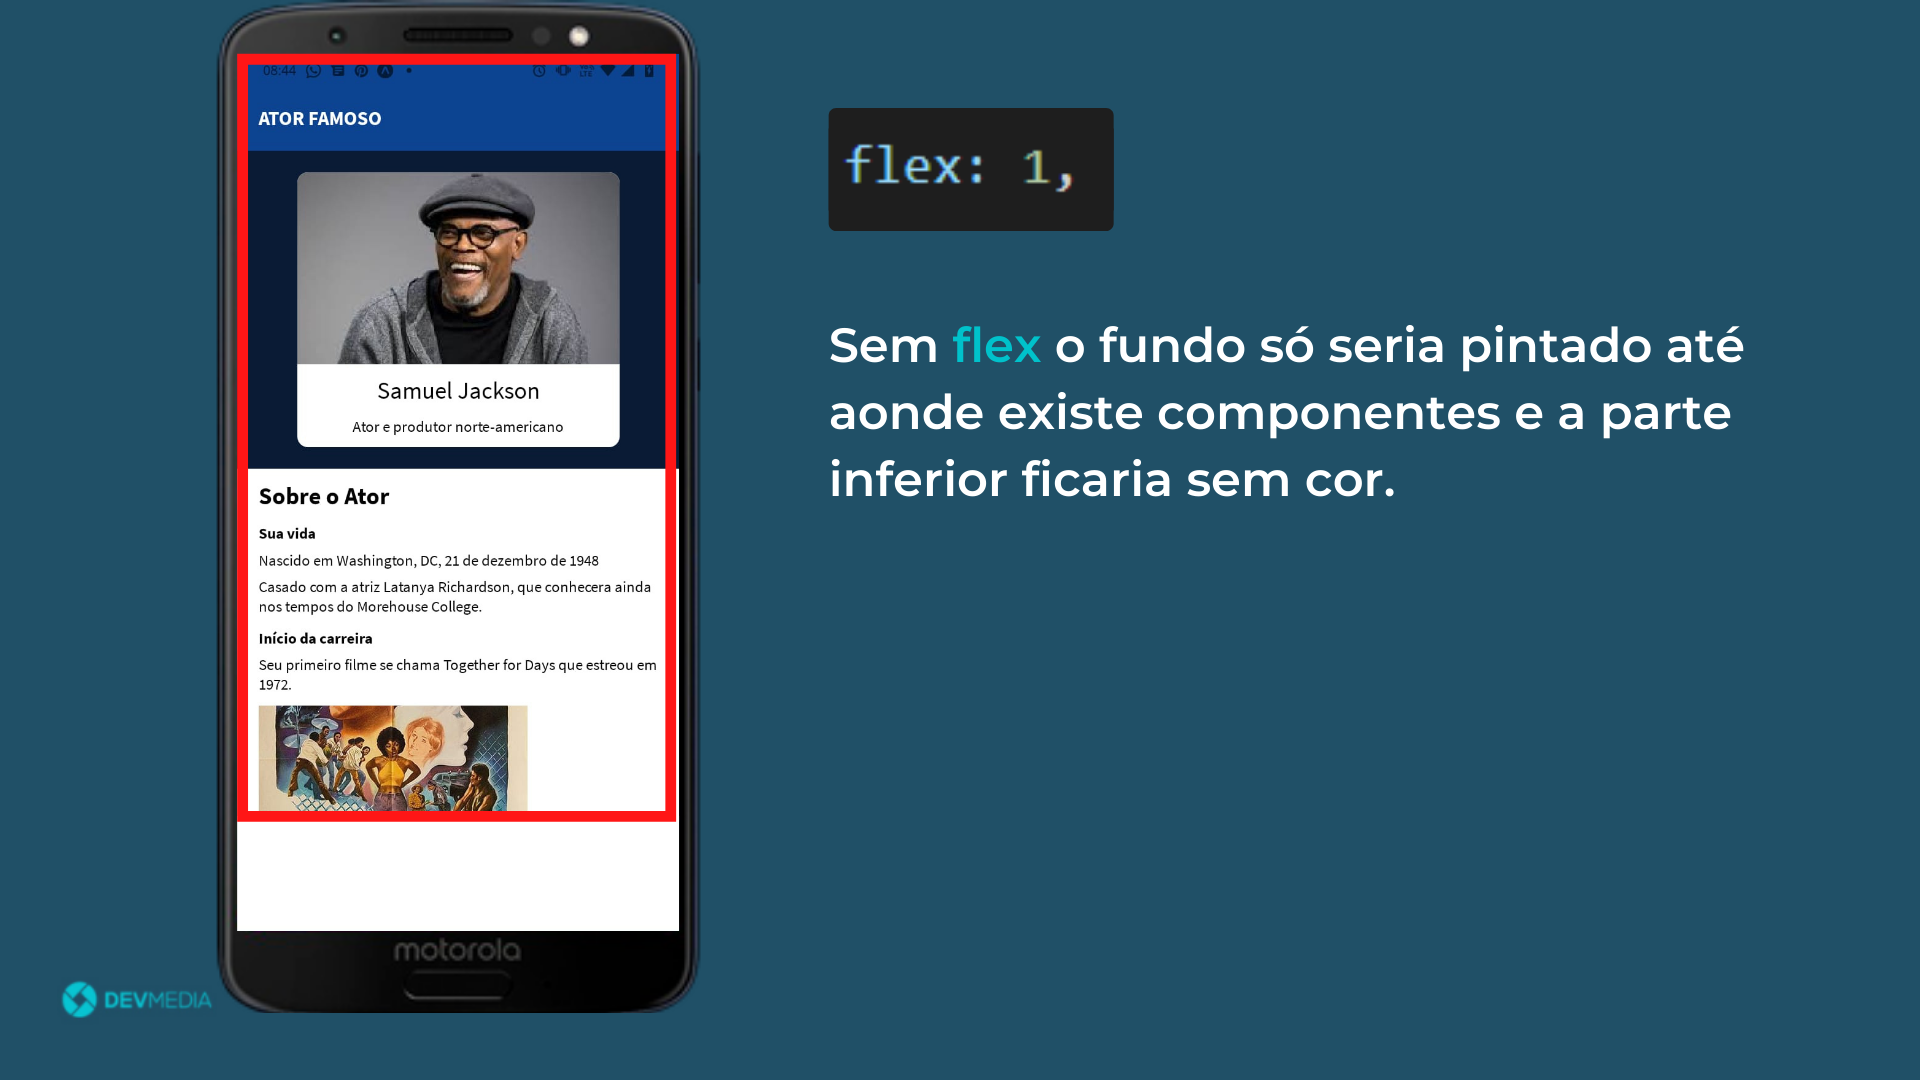 08:44
ATOR FAMOSO
Samuel Jackson
Ator e produtor norte-americano
Sobre o Ator
Sua vida
Nascido em Washington, DC, 21 de dezembro de 1948
Casado com a atriz Latanya Richardson, que conhecera ainda
nos tempos do Morehouse College.
Início da carreira
Seu primeiro filme se chama Together for Days que estreou em
1972.
motorola
DEVMEDIA
flex: 1,
Sem flex o fundo só seria pintado até
aonde existe componentes e a parte
inferior ficaria sem cor.